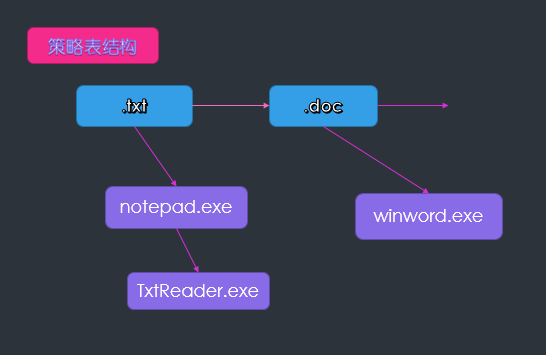 策略表结构
.txt
.doc
notepad.exe
winword.exe
TxtReader.exe